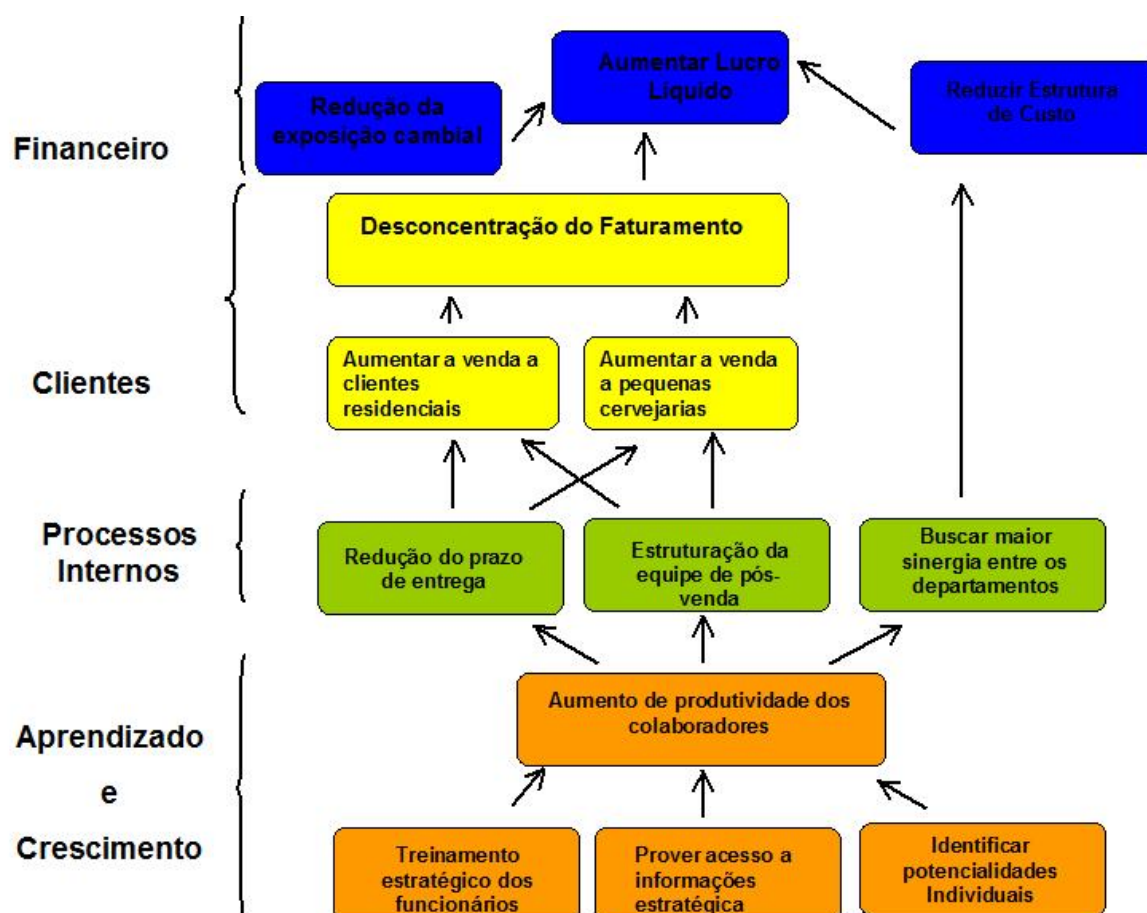 Financeiro
Redução da
exposição cambial
Aumentar Lucro
Líquido
Reduzir Estrutura
de Custo
Clientes
Desconcentração do Faturamento
Aumentar a venda a
clientes
residenciais
Aumentar a venda
a pequenas
cervejarias
Processos
Internos
Redução do prazo
de entrega
Estruturação da
equipe de pós-
venda
Buscar maior
sinergia entre os
departamentos
Aprendizado
e
Crescimento
Aumento de produtividade dos
colaboradores
Treinamento
estratégico dos
funcionários
Prover acesso a
informações
estratégica
Identificar
potencialidades
Individuais